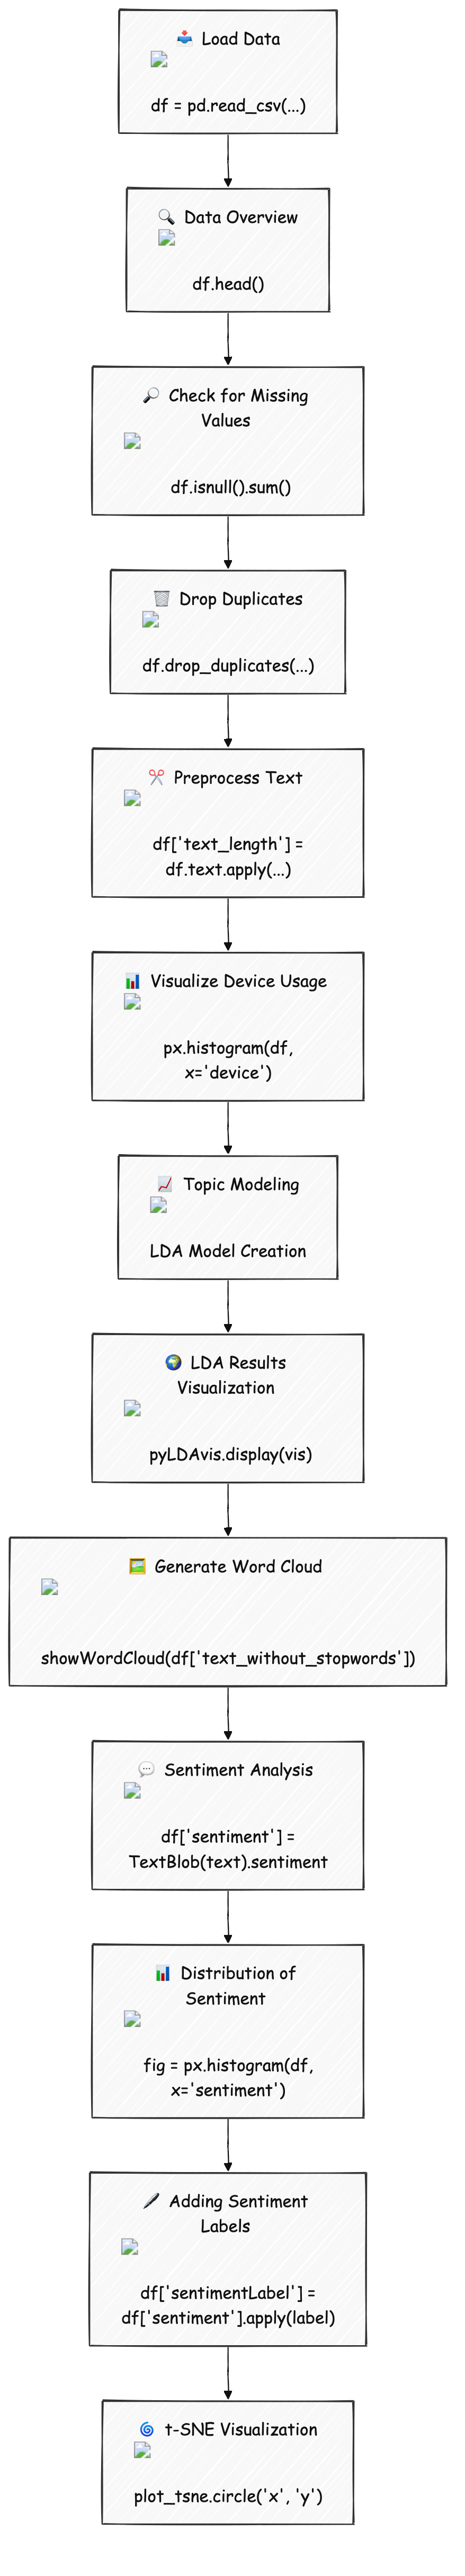 📥 Load Data
df = pd.read_csv(...)
🔍 Data Overview
df.head()
🔎 Check for Missing
Values
df.isnull().sum()
🗑️ Drop Duplicates
df.drop_duplicates(...)
✂️ Preprocess Text
df['text_length'] =
df.text.apply(...)
📊 Visualize Device Usage
px.histogram(df,
x='device')
📈 Topic Modeling
LDA Model Creation
🌍 LDA Results
Visualization
pyLDAvis.display(vis)
🖼️ Generate Word Cloud
showWordCloud(df['text_without_stopwords'])
💬 Sentiment Analysis
df['sentiment'] =
TextBlob(text).sentiment
📊 Distribution of
Sentiment
fig = px.histogram(df,
x='sentiment')
🖋️ Adding Sentiment
Labels
df['sentimentLabel'] =
df['sentiment'].apply(label)
🌀 t-SNE Visualization
plot_tsne.circle('x', 'y')